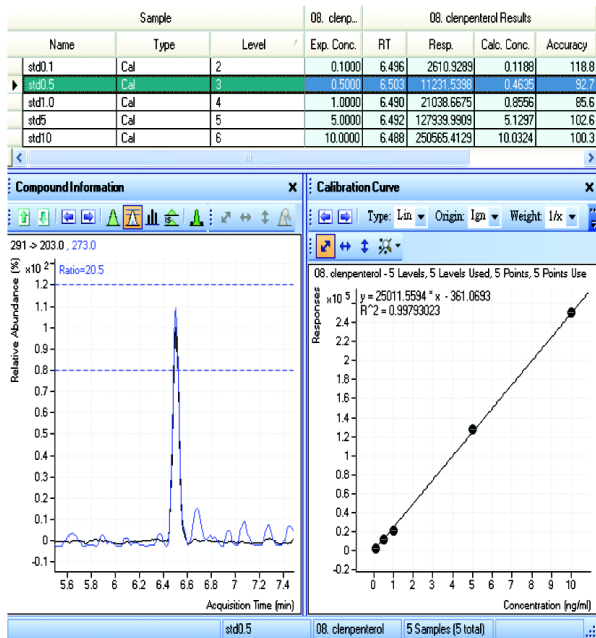 Sample 08. clenp... 08. clenpenterol Results
Name Type Level Exp. Conc. RT Resp. Calc. Conc. Accuracy
std0.1 Cal 2 0.1000 6.496 2610.9289 0.1188 118.8
std0.5 Cal 3 0.5000 6.503 11231.5398 0.4635 92.7
std1.0 Cal 4 1.0000 6.490 21038.6675 0.8556 85.6
std5 Cal 5 5.0000 6.492 127939.9909 5.1297 102.6
std10 Cal 6 10.0000 6.488 250565.4129 10.0324 100.3
Compound Information
291 -> 203.0 , 273.0
x10 2
Ratio=20.5
Relative Abundance (%)
1.2
1.1
1
0.9
0.8
0.7
0.6
0.5
0.4
0.3
0.2
0.1
0
-0.1
5.6 5.8 6 6.2 6.4 6.6 6.8 7 7.2 7.4
Acquisition Time (min)
Calibration Curve
Type: Lin Origin: Ign Weight 1/x
08. clenpenterol - 5 Levels, 5 Levels Used, 5 Points, 5 Points Use
x10 5
y = 25011.5594 * x - 361.0693
R^2 = 0.99793023
Responses
2.4
2.2
2
1.8
1.6
1.4
1.2
1
0.8
0.6
0.4
0.2
0
-0.2
0 1 2 3 4 5 6 7 8 9 10
Concentration (ng/ml)
std0.5 08. clenpenterol 5 Samples (5 total)